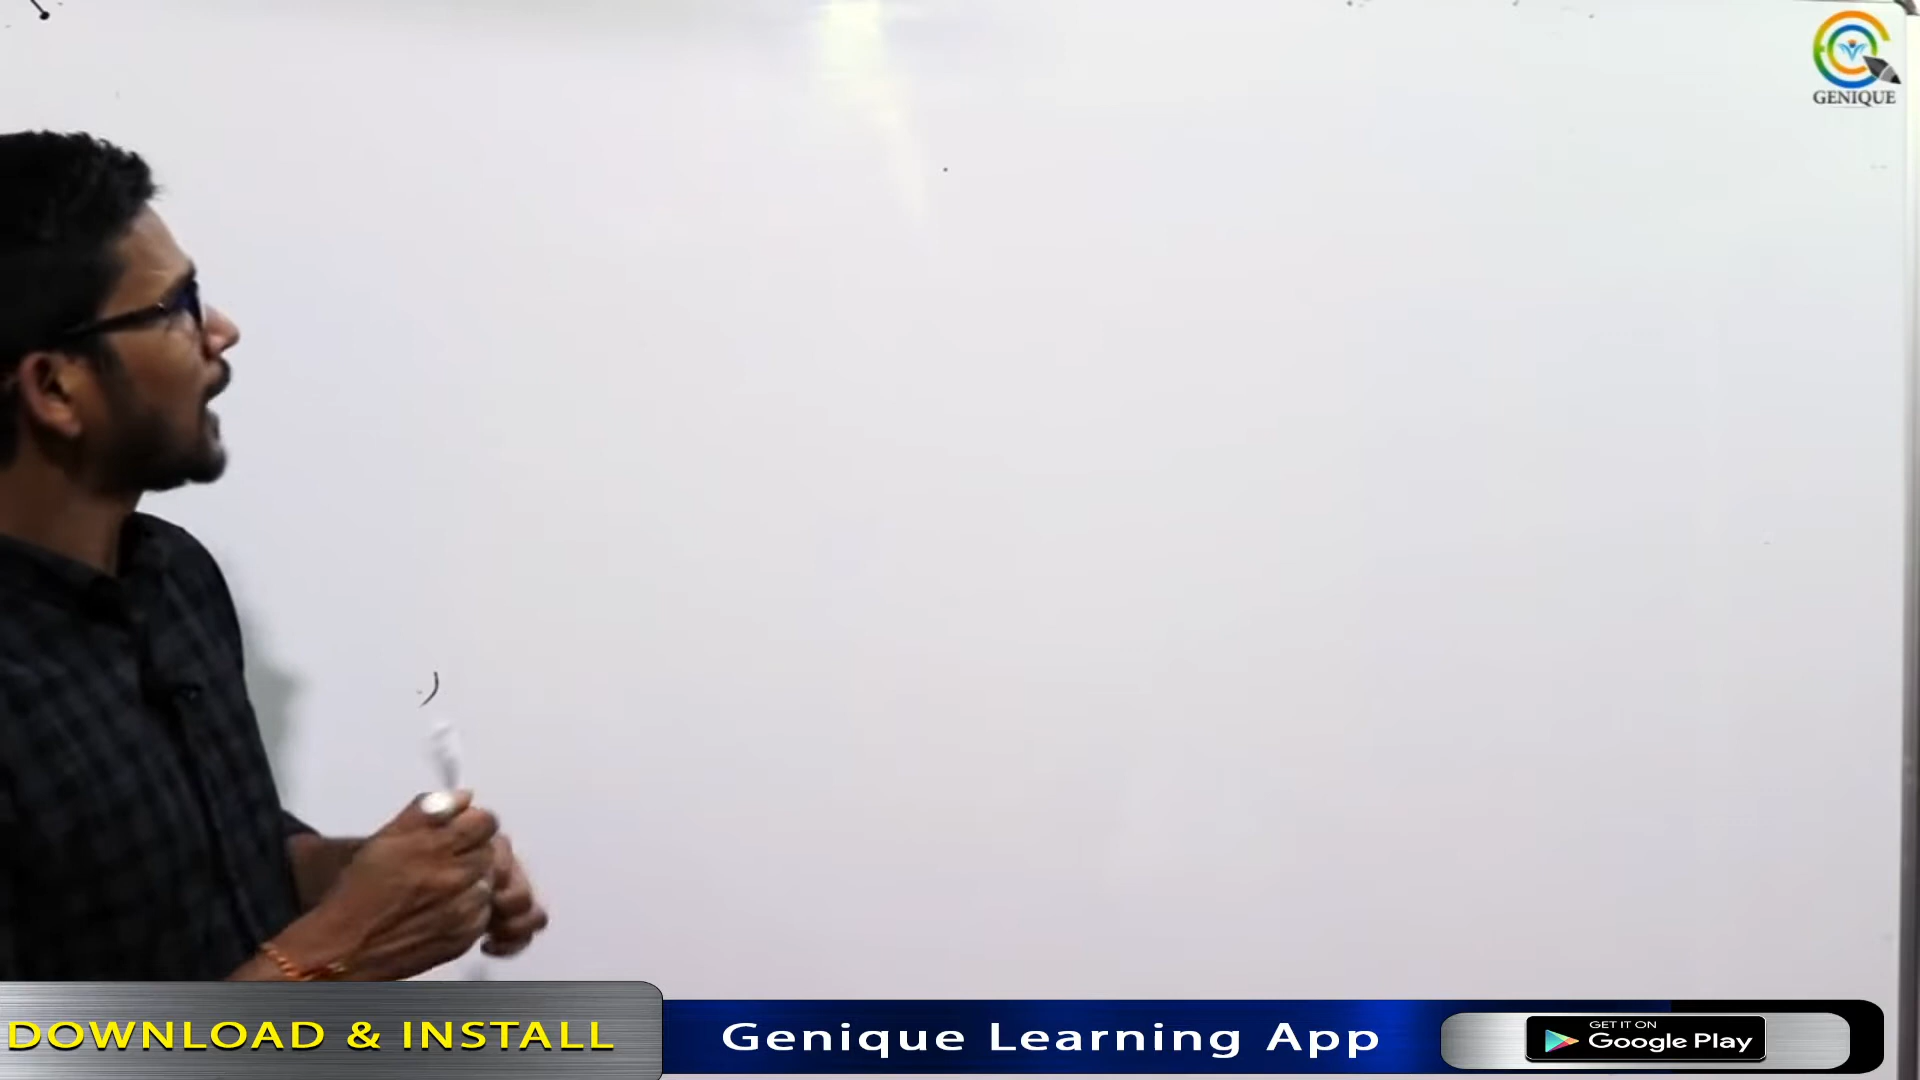 GENIQUE
DOWNLOAD & INSTALL
Genique Learning App
GET IT ON
Google Play